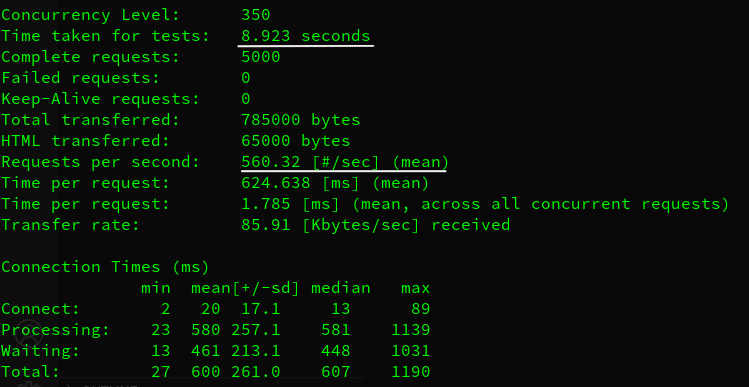 Concurrency Level: 350
Time taken for tests: 8.923 seconds
Complete requests: 5000
Failed requests: 0
Keep-Alive requests: 0
Total transferred: 785000 bytes
HTML transferred: 65000 bytes
Requests per second: 560.32 [#/sec] (mean)
Time per request: 624.638 [ms] (mean)
Time per request: 1.785 [ms] (mean, across all concurrent requests)
Transfer rate: 85.91 [Kbytes/sec] received
Connection Times (ms)
min mean[+/-sd] median max
Connect: 2 20 17.1 13 89
Processing: 23 580 257.1 581 1139
Waiting: 13 461 213.1 448 1031
Total: 27 600 261.0 607 1190